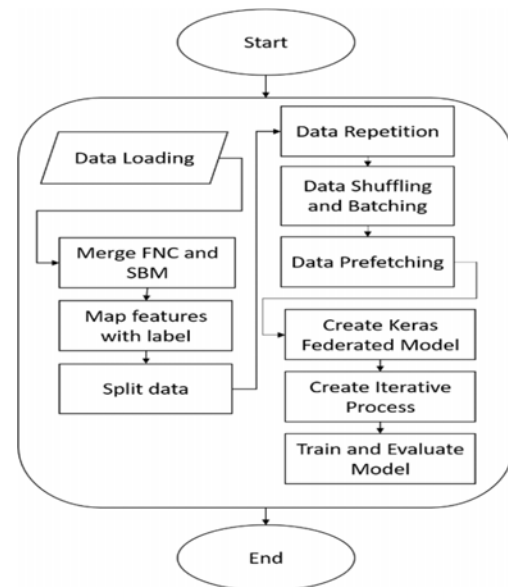 Start
Data Loading
Merge FNC and
SBM
Map features
with label
Split data
Data Repetition
Data Shuffling
and Batching
Data Prefetching
Create Keras
Federated Model
Create Iterative
Process
Train and Evaluate
Model
End